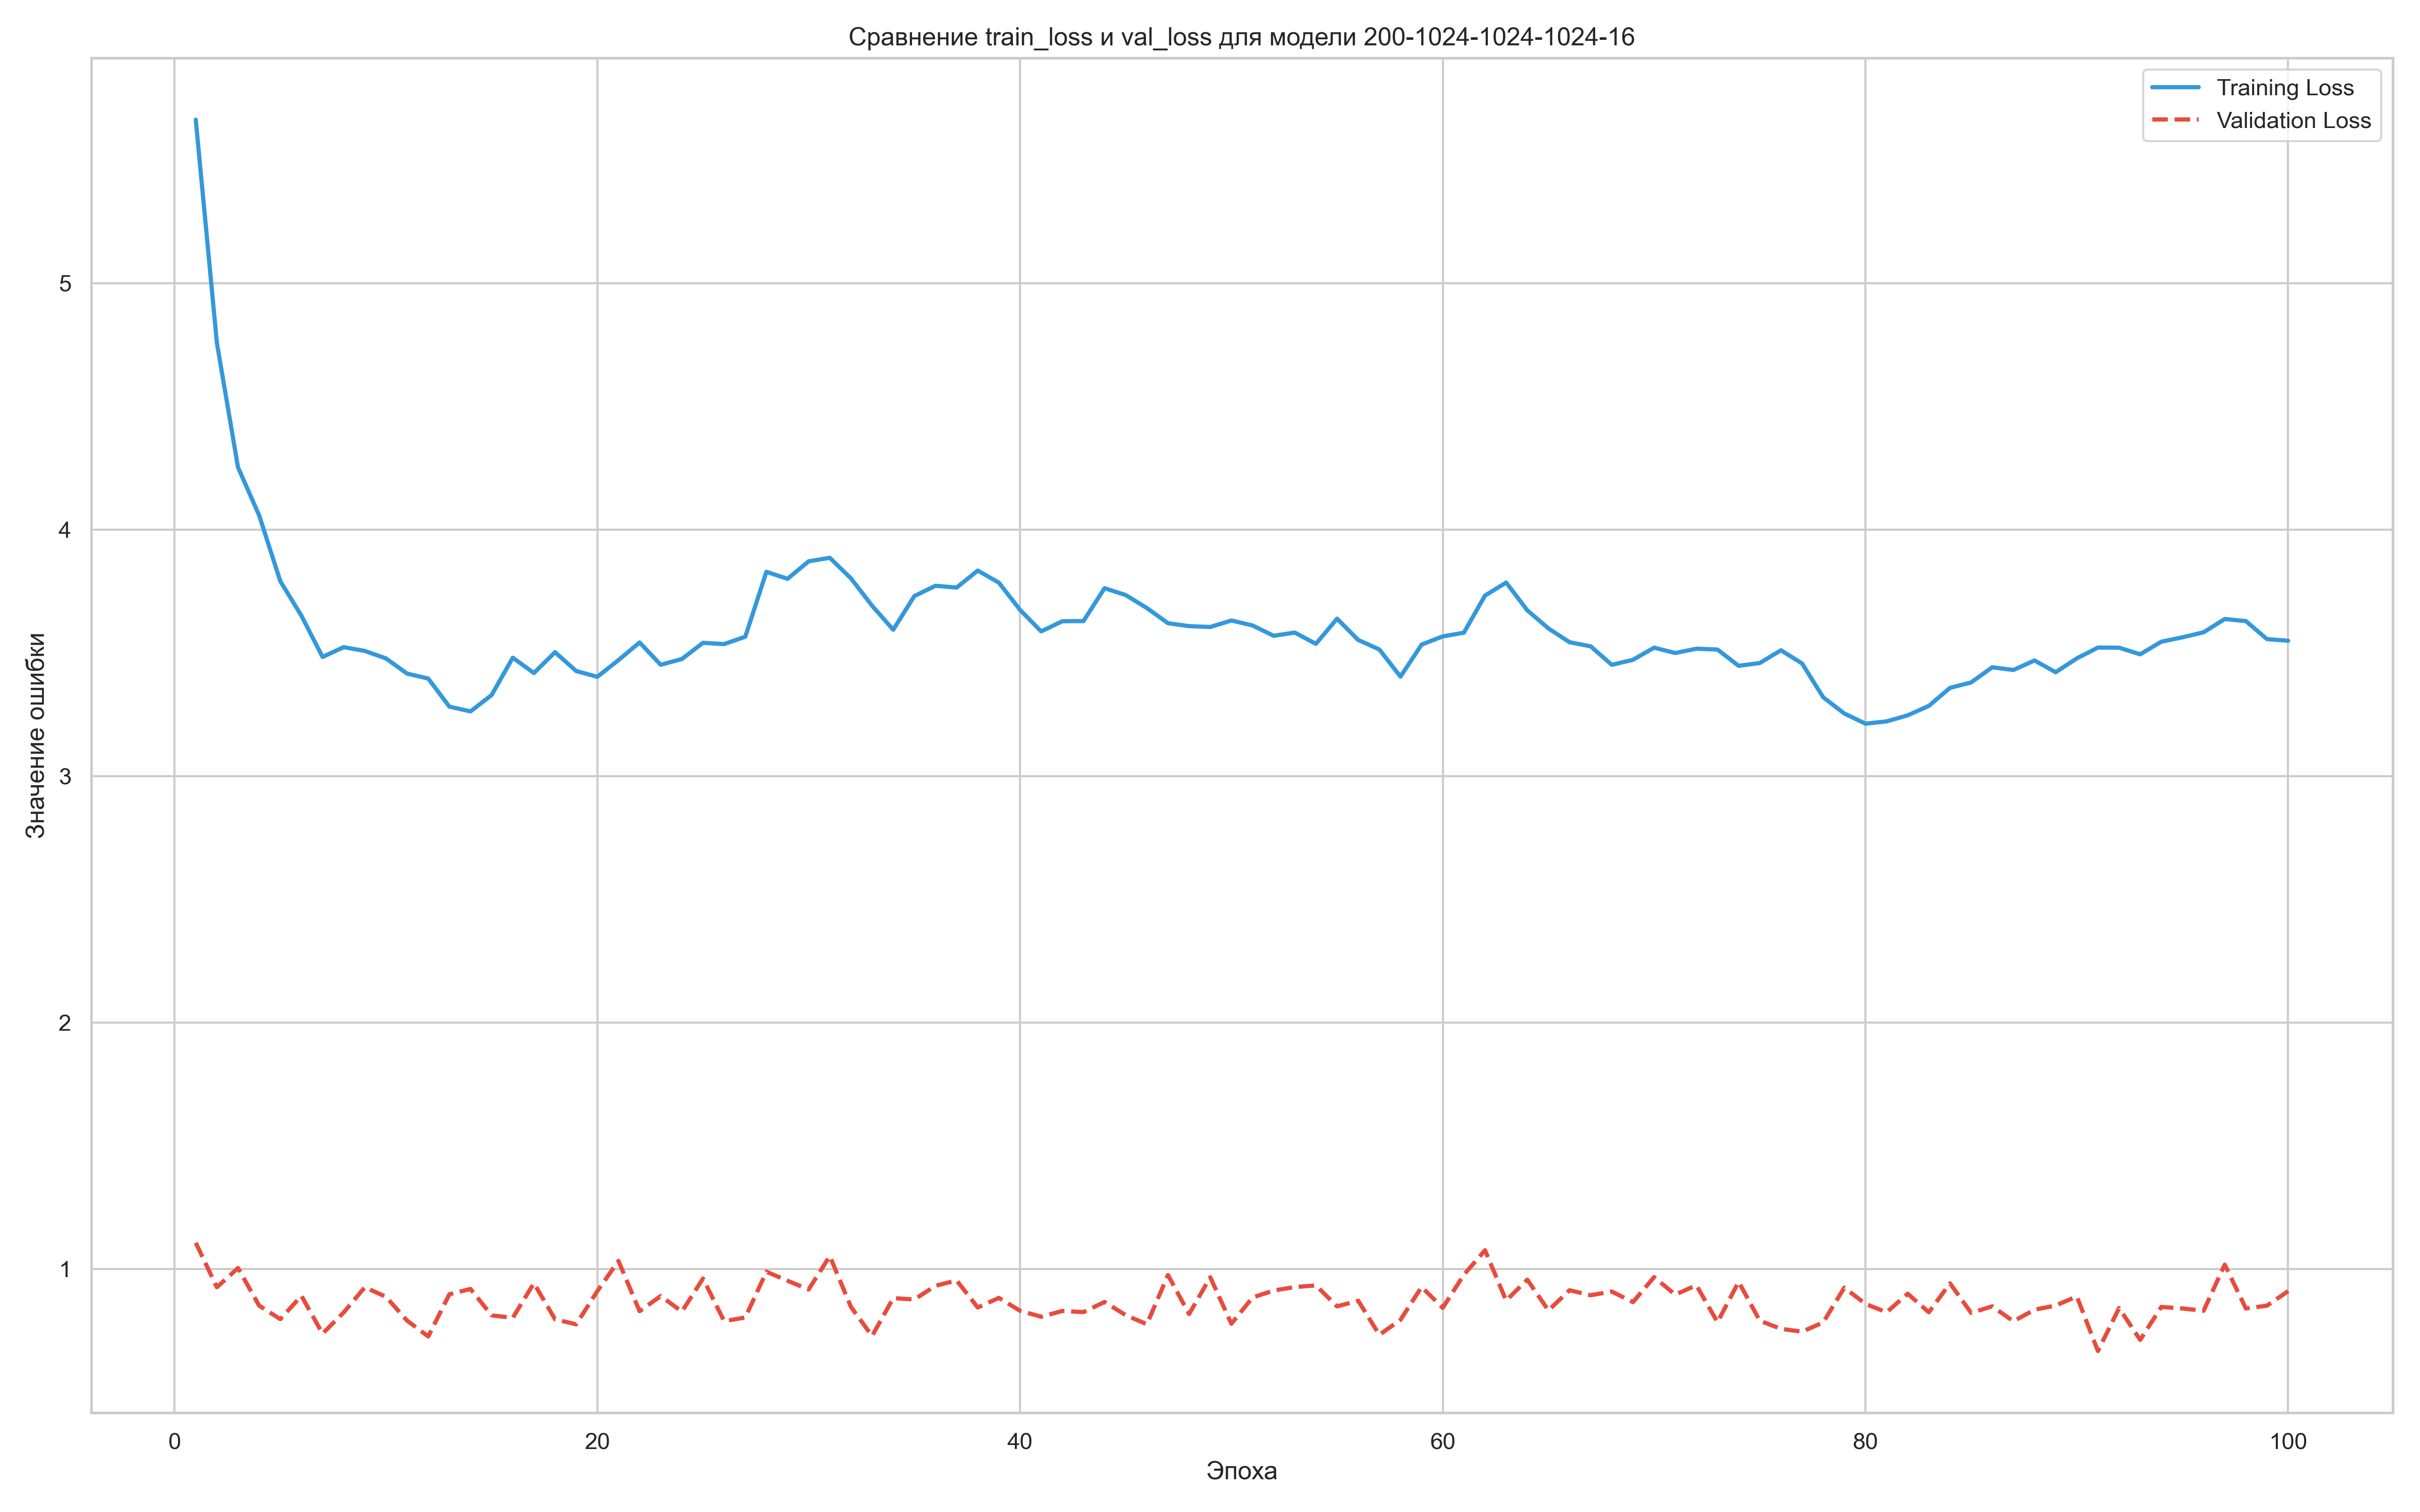 Сравнение train_loss и val_loss для модели 200-1024-1024-1024-16
Training Loss
Validation Loss
Значение ошибки
5
4
3
2
1
0 20 40 60 80 100
Эпоха